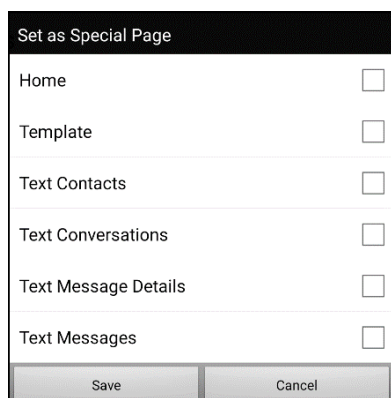 Set as Special Page
Home
Template
Text Contacts
Text Conversations
Text Message Details
Text Messages
Save Cancel